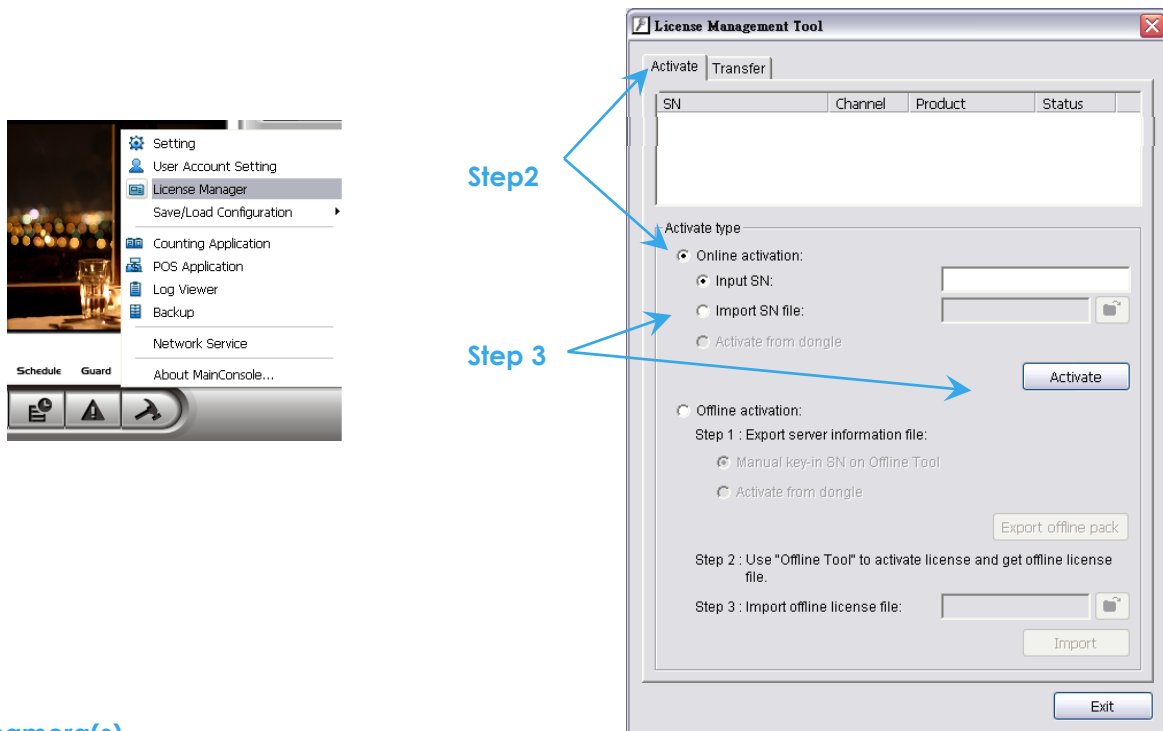 Setting
User Account Setting
License Manager
Save/Load Configuration
Counting Application
POS Application
Log Viewer
Backup
Network Service
About MainConsole...
Schedule Guard
Step2
Step 3
License Management Tool
Activate Transfer
SN Channel Product Status
Activate type
Online activation:
Input SN:
Import SN file:
Activate from dongle
Activate
Offline activation:
Step 1 : Export server information file:
Manual key-in SN on Offline Tool
Activate from dongle
Export offline pack
Step 2 : Use "Offline Tool" to activate license and get offline license
file.
Step 3 : Import offline license file:
Import
Exit